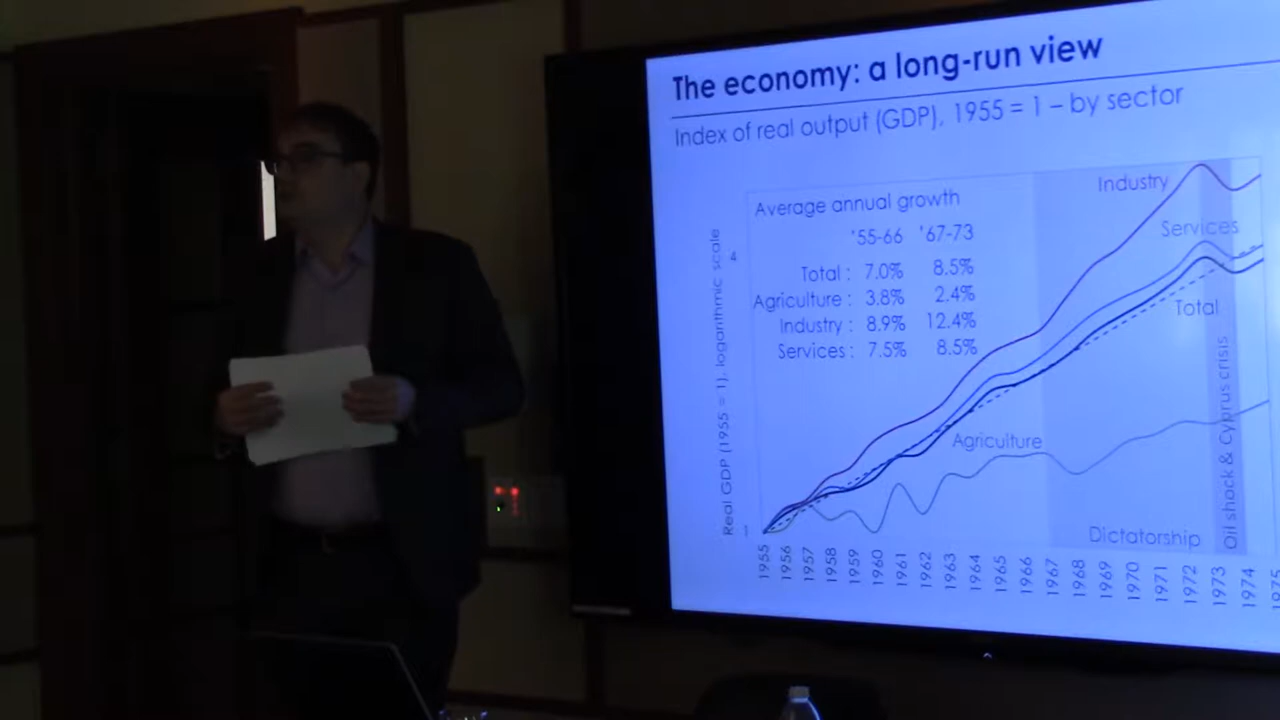 The economy: a long-run view
Index of real output (GDP), 1955 = 1 – by sector
Average annual growth
'55-66 '67-73
Total : 7.0% 8.5%
Agriculture : 3.8% 2.4%
Industry : 8.9% 12.4%
Services : 7.5% 8.5%
Industry
Services
Total
Agriculture
Dictatorship
Oil shock & Cyprus crisis
Real GDP (1955 = 1), logarithmic scale
4
1
1955 1956 1957 1958 1959 1960 1961 1962 1963 1964 1965 1966 1967 1968 1969 1970 1971 1972 1973 1974 1975